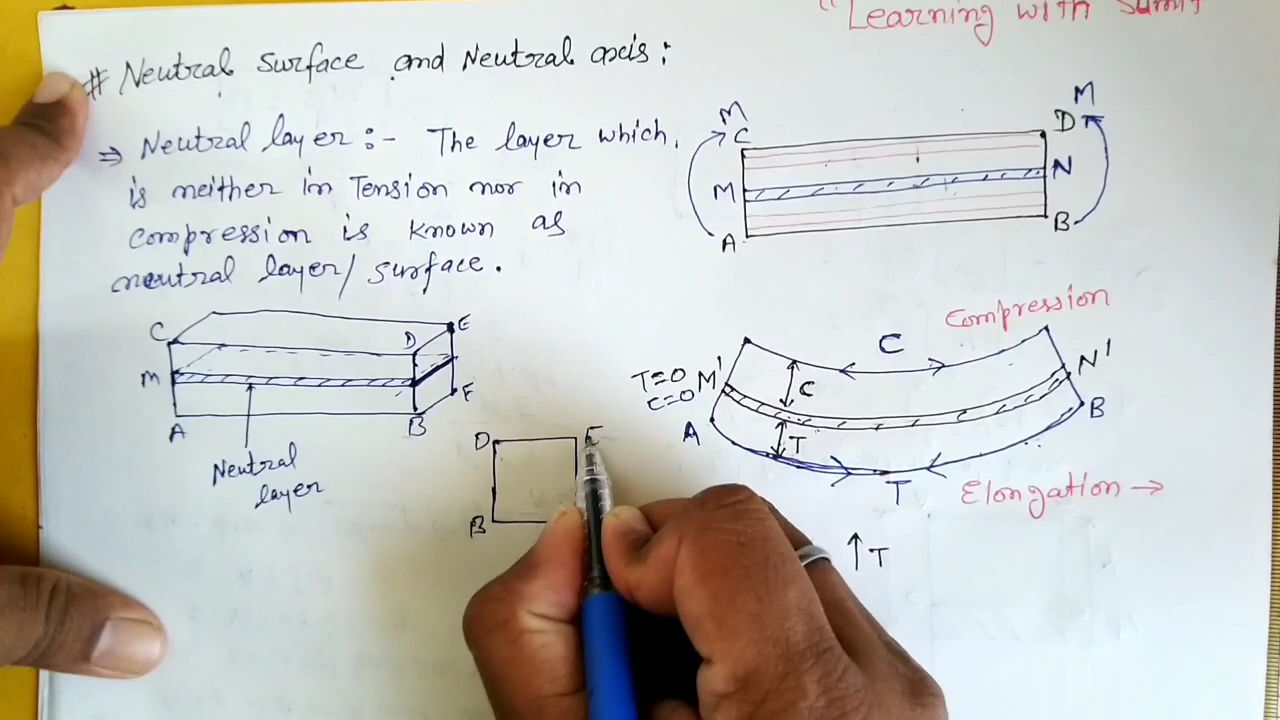 "Learning with Sumit
# Neutral surface and Neutral axis:
⇒ Neutral layer :- The layer which
is neither in Tension nor in
compression is known as
neutral layer/ surface.
M
C
M
A
M
D
N
B
C
E
D
M
F
A
B
Neutral
layer
Compression
C
T=0
C=0
M'
C
N'
A
T
B
T
Elongation →
D
E
B
↑ T